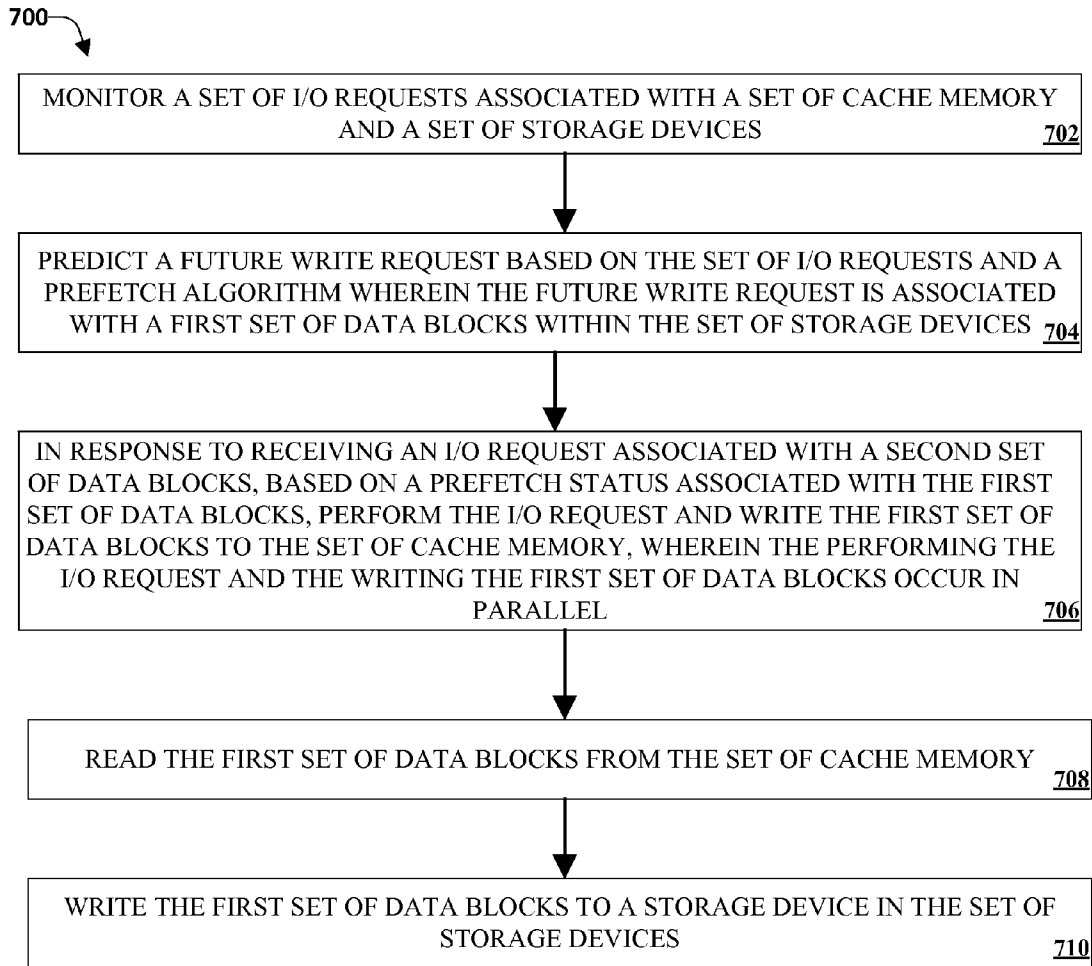 700
MONITOR A SET OF I/O REQUESTS ASSOCIATED WITH A SET OF CACHE MEMORY
AND A SET OF STORAGE DEVICES
702
PREDICT A FUTURE WRITE REQUEST BASED ON THE SET OF I/O REQUESTS AND A
PREFETCH ALGORITHM WHEREIN THE FUTURE WRITE REQUEST IS ASSOCIATED
WITH A FIRST SET OF DATA BLOCKS WITHIN THE SET OF STORAGE DEVICES
704
IN RESPONSE TO RECEIVING AN I/O REQUEST ASSOCIATED WITH A SECOND SET
OF DATA BLOCKS, BASED ON A PREFETCH STATUS ASSOCIATED WITH THE FIRST
SET OF DATA BLOCKS, PERFORM THE I/O REQUEST AND WRITE THE FIRST SET OF
DATA BLOCKS TO THE SET OF CACHE MEMORY, WHEREIN THE PERFORMING THE
I/O REQUEST AND THE WRITING THE FIRST SET OF DATA BLOCKS OCCUR IN
PARALLEL
706
READ THE FIRST SET OF DATA BLOCKS FROM THE SET OF CACHE MEMORY
708
WRITE THE FIRST SET OF DATA BLOCKS TO A STORAGE DEVICE IN THE SET OF
STORAGE DEVICES
710